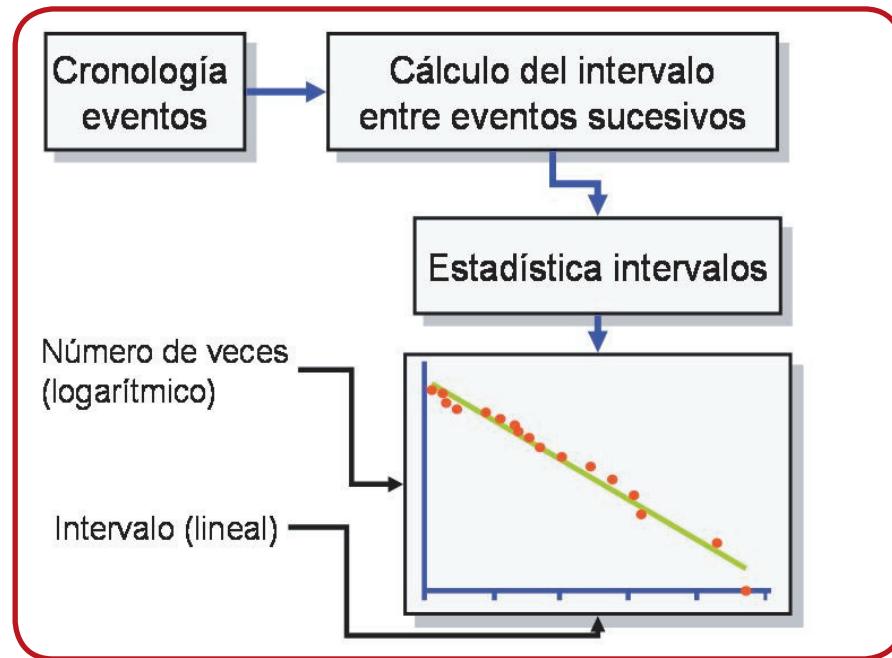 Cronología
eventos
Cálculo del intervalo
entre eventos sucesivos
Estadística intervalos
Número de veces
(logarítmico)
Intervalo (lineal)